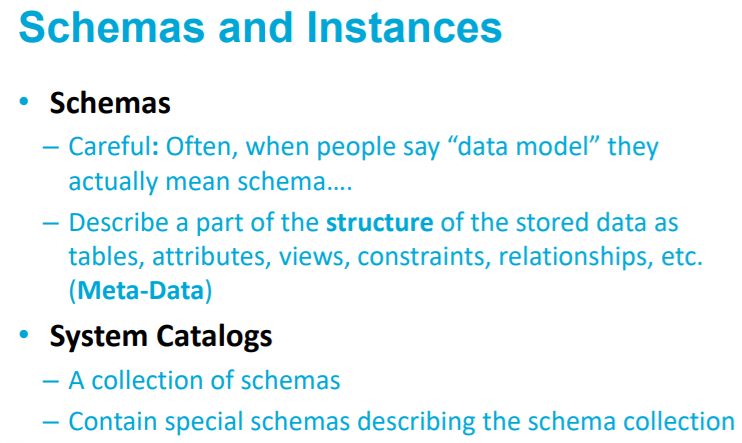 Schemas and Instances
• Schemas
– Careful: Often, when people say “data model” they
actually mean schema….
– Describe a part of the structure of the stored data as
tables, attributes, views, constraints, relationships, etc.
(Meta-Data)
• System Catalogs
– A collection of schemas
– Contain special schemas describing the schema collection